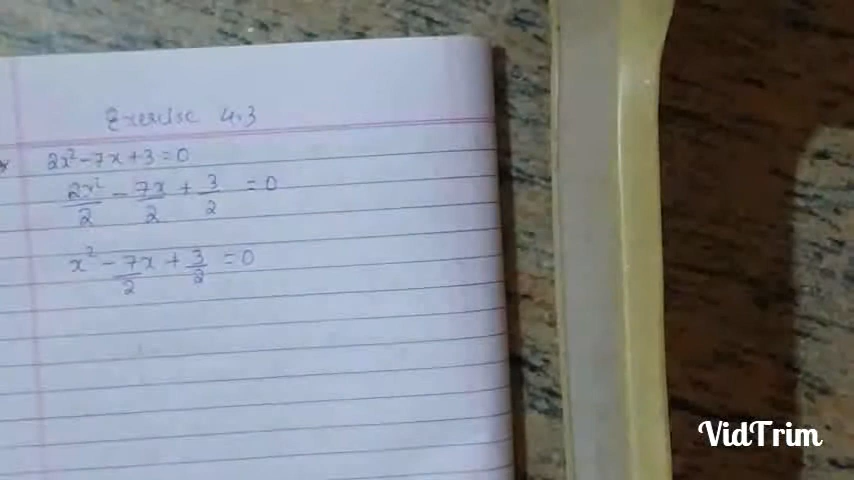 Exercise 4.3
2x² - 7x + 3 = 0
2x²/2 - 7x/2 + 3/2 = 0
x² - 7/2 x + 3/2 = 0
VidTrim